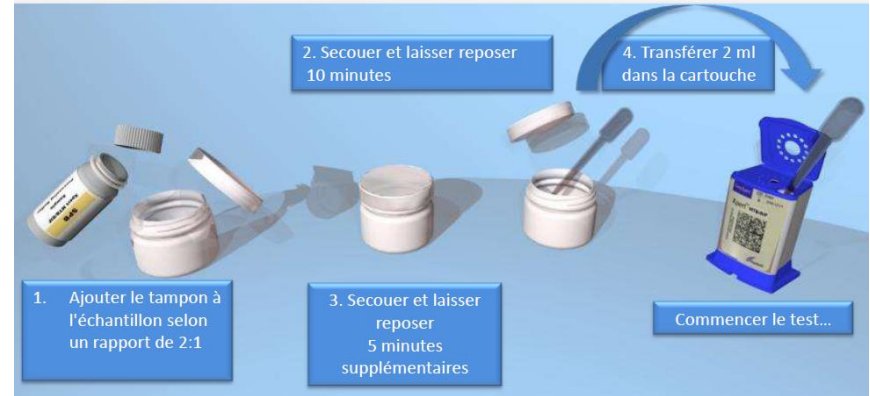 2. Secouer et laisser reposer
10 minutes
4. Transférer 2 ml
dans la cartouche
1. Ajouter le tampon à
l'échantillon selon
un rapport de 2:1
3. Secouer et laisser
reposer
5 minutes
supplémentaires
Commencer le test...